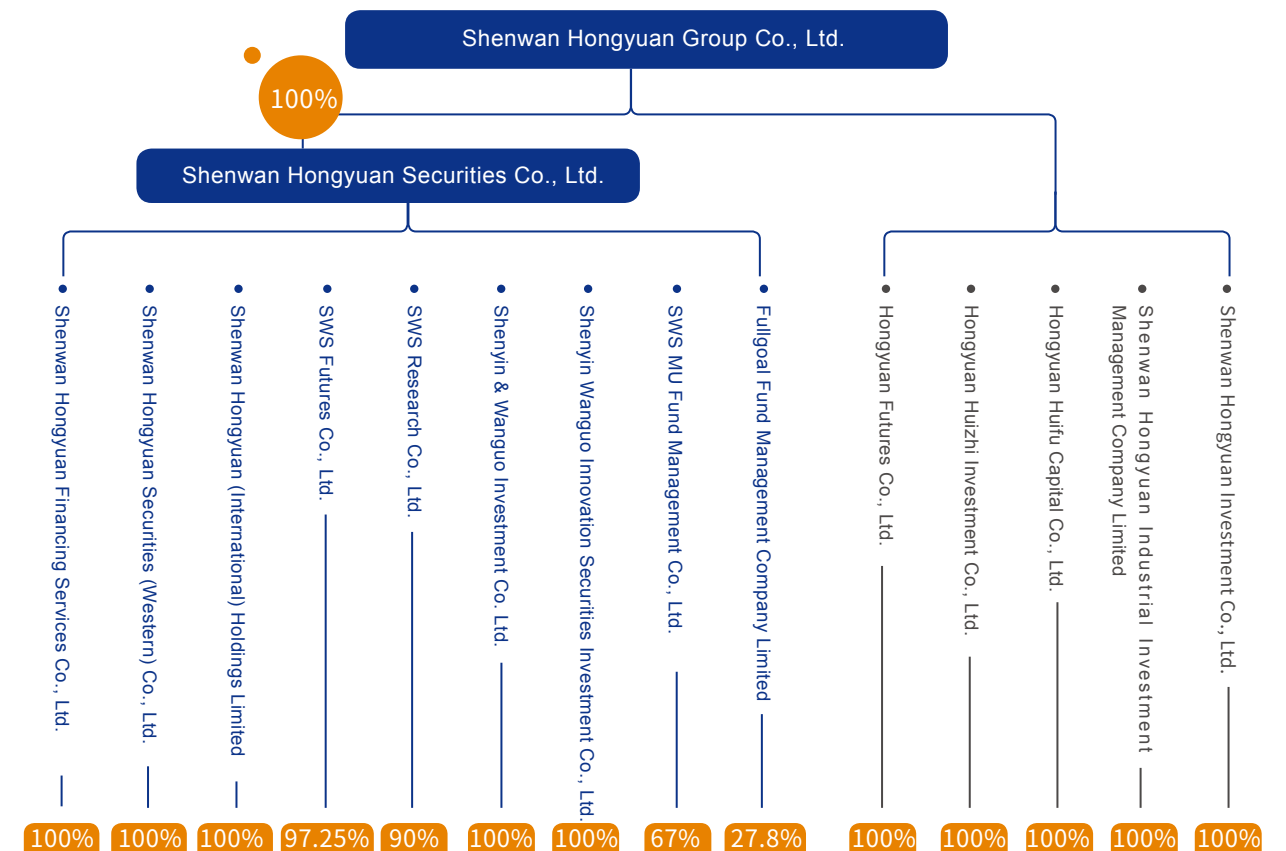 Shenwan Hongyuan Group Co., Ltd.
100%
Shenwan Hongyuan Securities Co., Ltd.
Shenwan Hongyuan Financing Services Co., Ltd.
Shenwan Hongyuan Securities (Western) Co., Ltd.
Shenwan Hongyuan (International) Holdings Limited
SWS Futures Co., Ltd.
SWS Research Co., Ltd.
Shenyin & Wanguo Investment Co. Ltd.
Shenyin Wanguo Innovation Securities Investment Co., Ltd.
SWS MU Fund Management Co., Ltd.
Fullgoal Fund Management Company Limited
Hongyuan Futures Co., Ltd.
Hongyuan Huizhi Investment Co., Ltd.
Hongyuan Huifu Capital Co., Ltd.
Shenwan Hongyuan Industrial Investment
Management Company Limited
Shenwan Hongyuan Investment Co., Ltd.
100%
100%
100%
97.25%
90%
100%
100%
67%
27.8%
100%
100%
100%
100%
100%